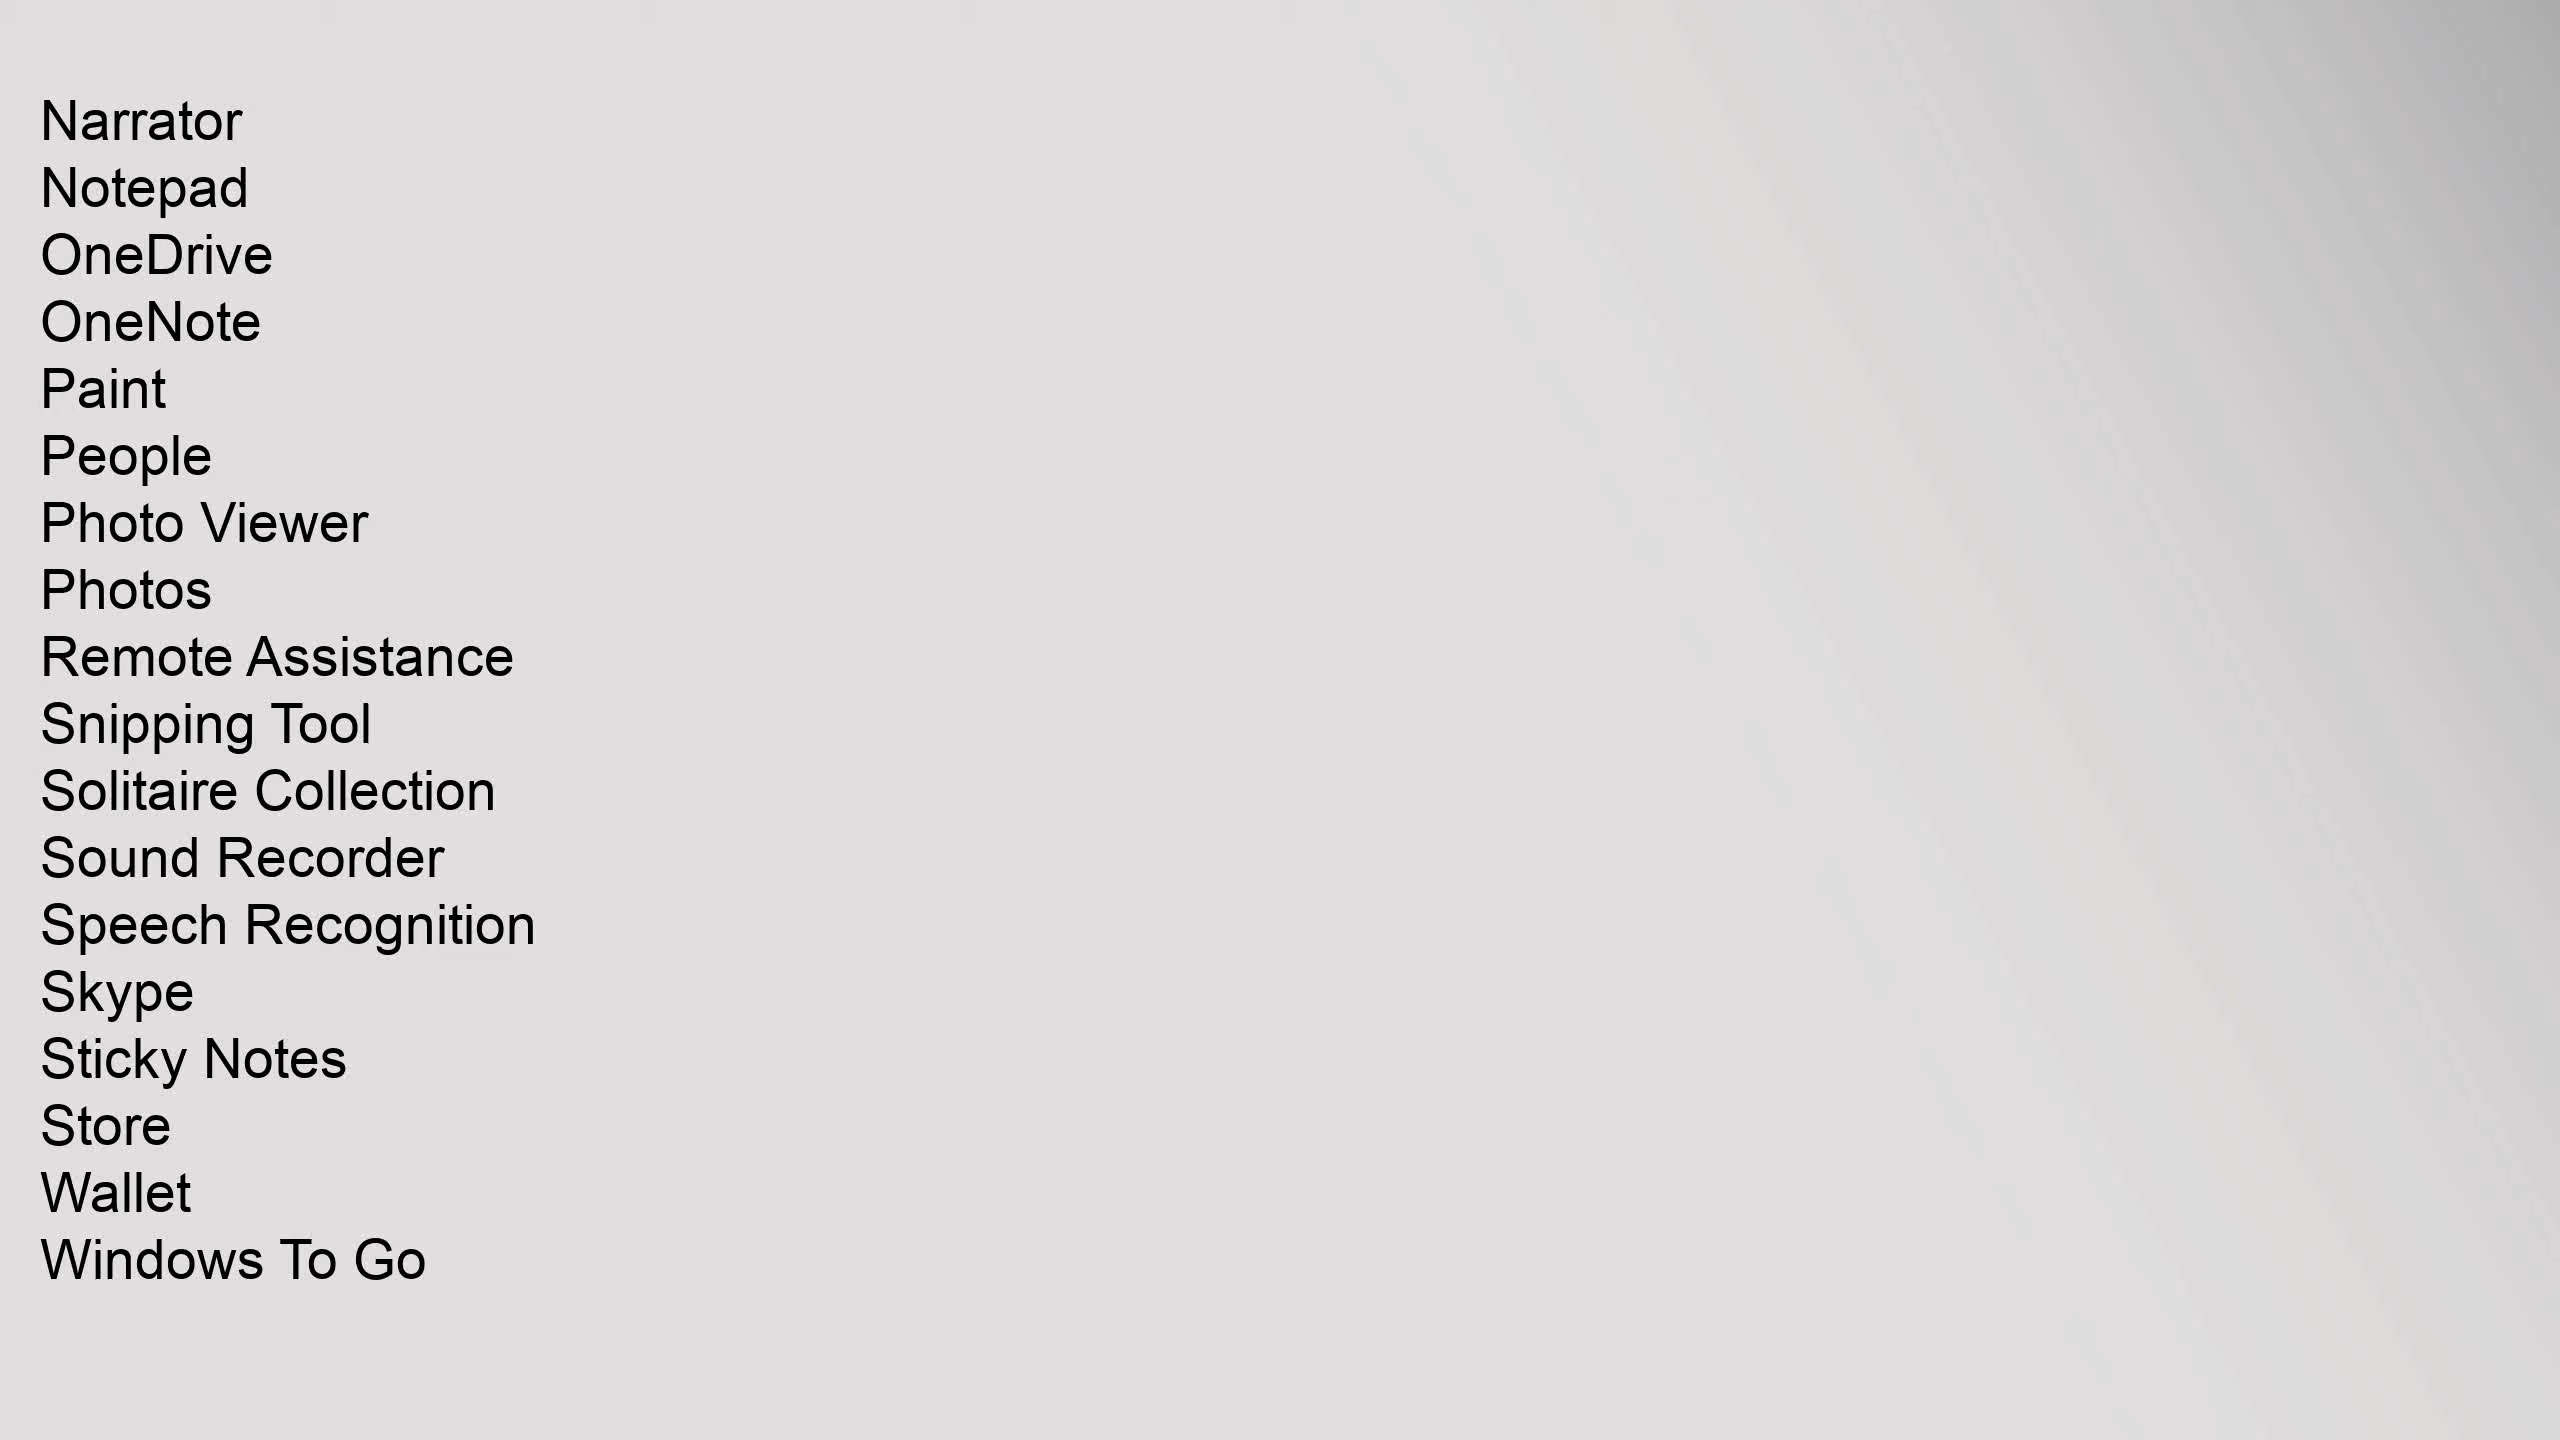 Narrator
Notepad
OneDrive
OneNote
Paint
People
Photo Viewer
Photos
Remote Assistance
Snipping Tool
Solitaire Collection
Sound Recorder
Speech Recognition
Skype
Sticky Notes
Store
Wallet
Windows To Go